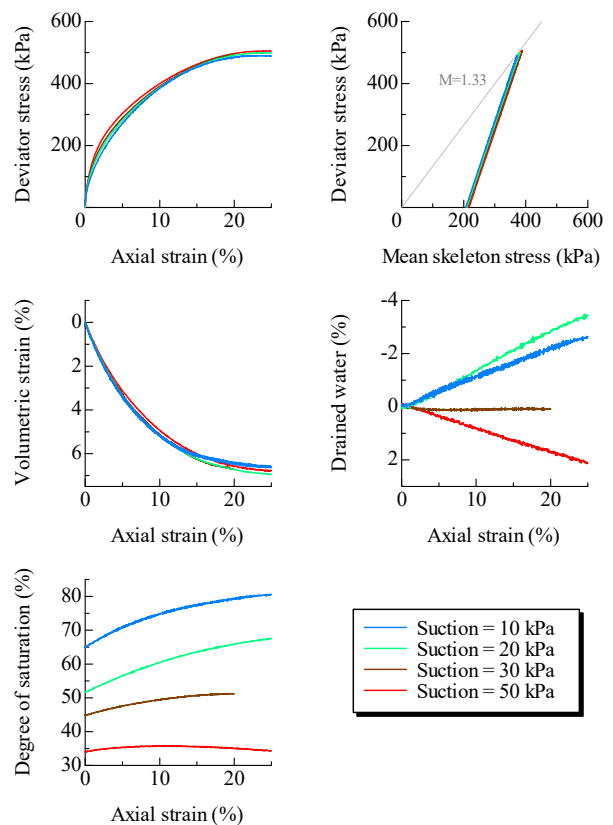 Deviator stress (kPa)
600
400
200
0
10
20
Axial strain (%)
Deviator stress (kPa)
600
400
200
M=1.33
0
200
400
600
Mean skeleton stress (kPa)
Volumetric strain (%)
0
2
4
6
0
10
20
Axial strain (%)
Drained water (%)
-4
-2
0
2
0
10
20
Axial strain (%)
Degree of saturation (%)
80
70
60
50
40
30
0
10
20
Axial strain (%)
Suction = 10 kPa
Suction = 20 kPa
Suction = 30 kPa
Suction = 50 kPa